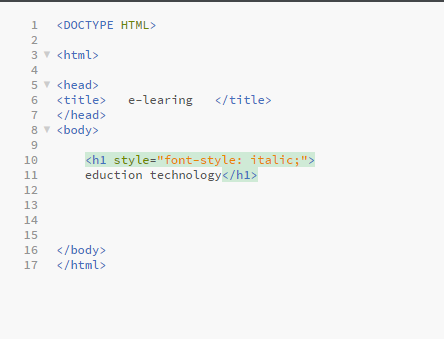 1 <DOCTYPE HTML>
2
3 <html>
4
5 <head>
6 <title>   e-learing   </title>
7 </head>
8 <body>
9
10     <h1 style="font-style: italic;">
11     eduction technology</h1>
12
13
14
15
16 </body>
17 </html>